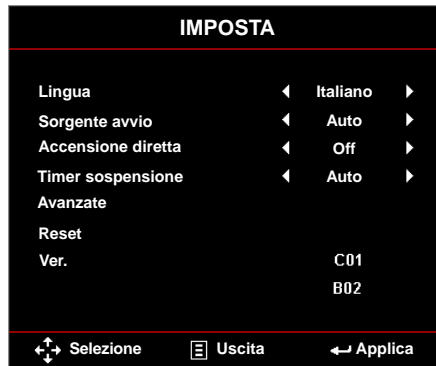 IMPOSTA
Lingua Italiano
Sorgente avvio Auto
Accensione diretta Off
Timer sospensione Auto
Avanzate
Reset
Ver. C01
B02
Selezione Uscita Applica